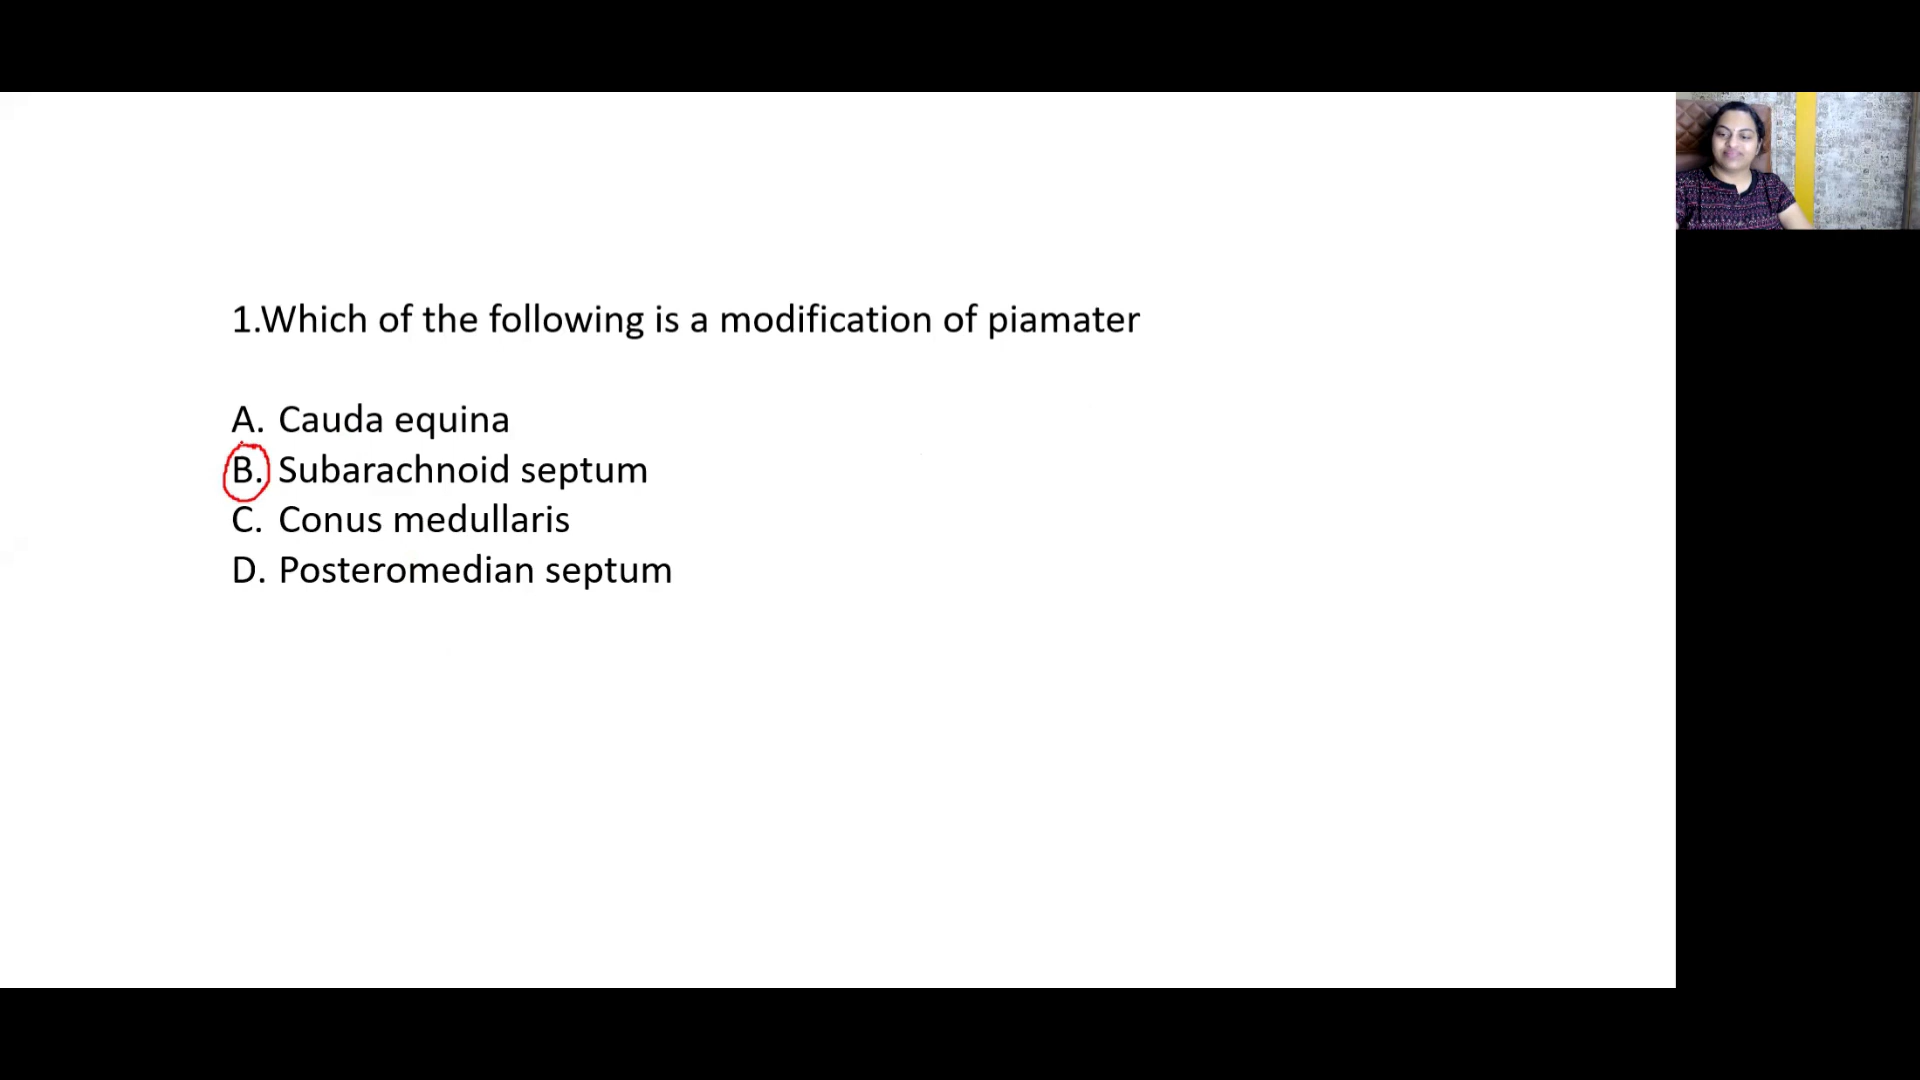 1.Which of the following is a modification of piamater
A. Cauda equina
B. Subarachnoid septum
C. Conus medullaris
D. Posteromedian septum